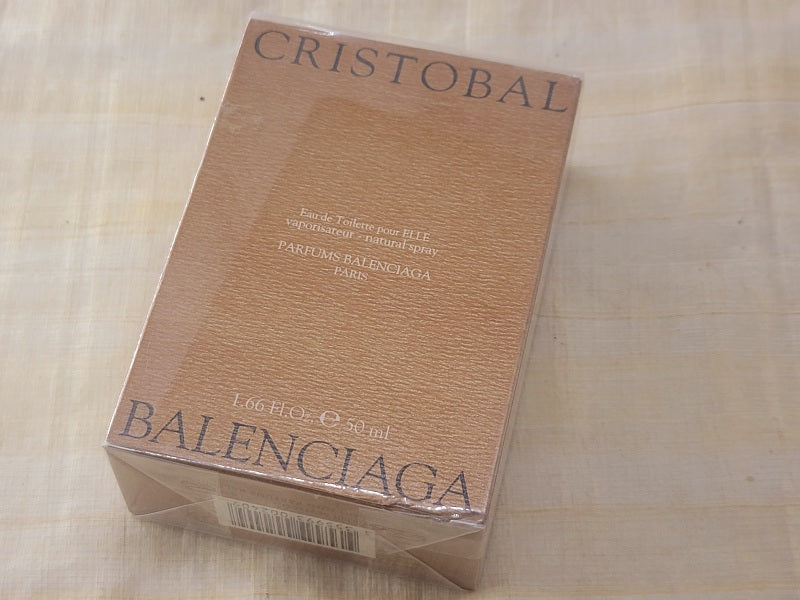 CRISTOBAL
Eau de Toilette pour ELLE
vaporisateur - natural spray
PARFUMS BALENCIAGA
PARIS
1.66 Fl.Oz. ℮ 50 ml
BALENCIAGA